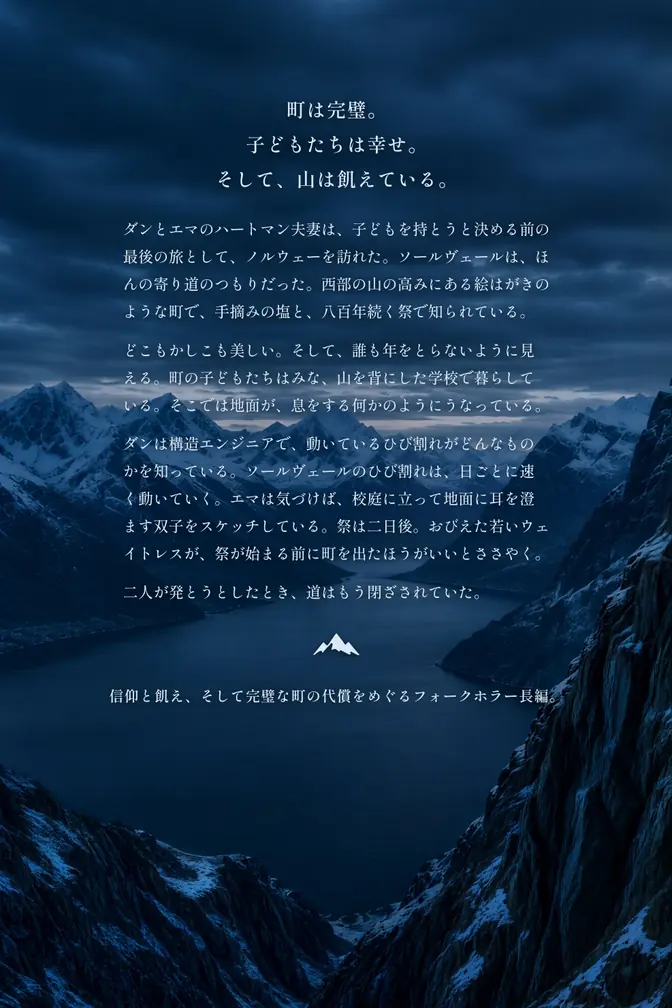 町は完璧。
子どもたちは幸せ。
そして、山は飢えている。
ダンとエマのハートマン夫妻は、子どもを持とうと決める前の
最後の旅として、ノルウェーを訪れた。ソールヴェールは、ほ
んの寄り道のつもりだった。西部の山の高みにある絵はがきの
ような町で、手摘みの塩と、八百年続く祭で知られている。
どこもかしこも美しい。そして、誰も年をとらないように見
える。町の子どもたちはみな、山を背にした学校で暮らして
いる。そこでは地面が、息をする何かのようにうなっている。
ダンは構造エンジニアで、動いているひび割れがどんなもの
かを知っている。ソールヴェールのひび割れは、日ごとに速
く動いていく。エマは気づけば、校庭に立って地面に耳を澄
ます双子をスケッチしている。祭は二日後。おびえた若いウェ
イトレスが、祭が始まる前に町を出たほうがいいとささやく。
二人が発とうとしたとき、道はもう閉ざされていた。
信仰と飢え、そして完璧な町の代償をめぐるフォークホラー長編。